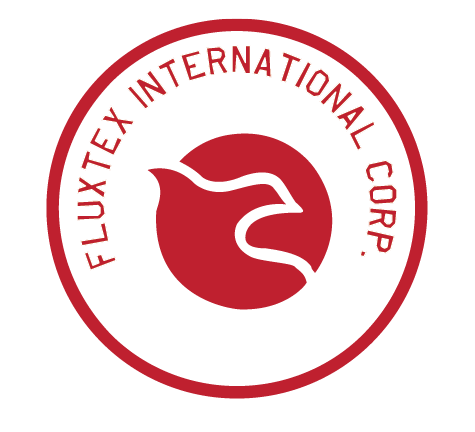 FLUXTEX INTERNATIONAL CORP.